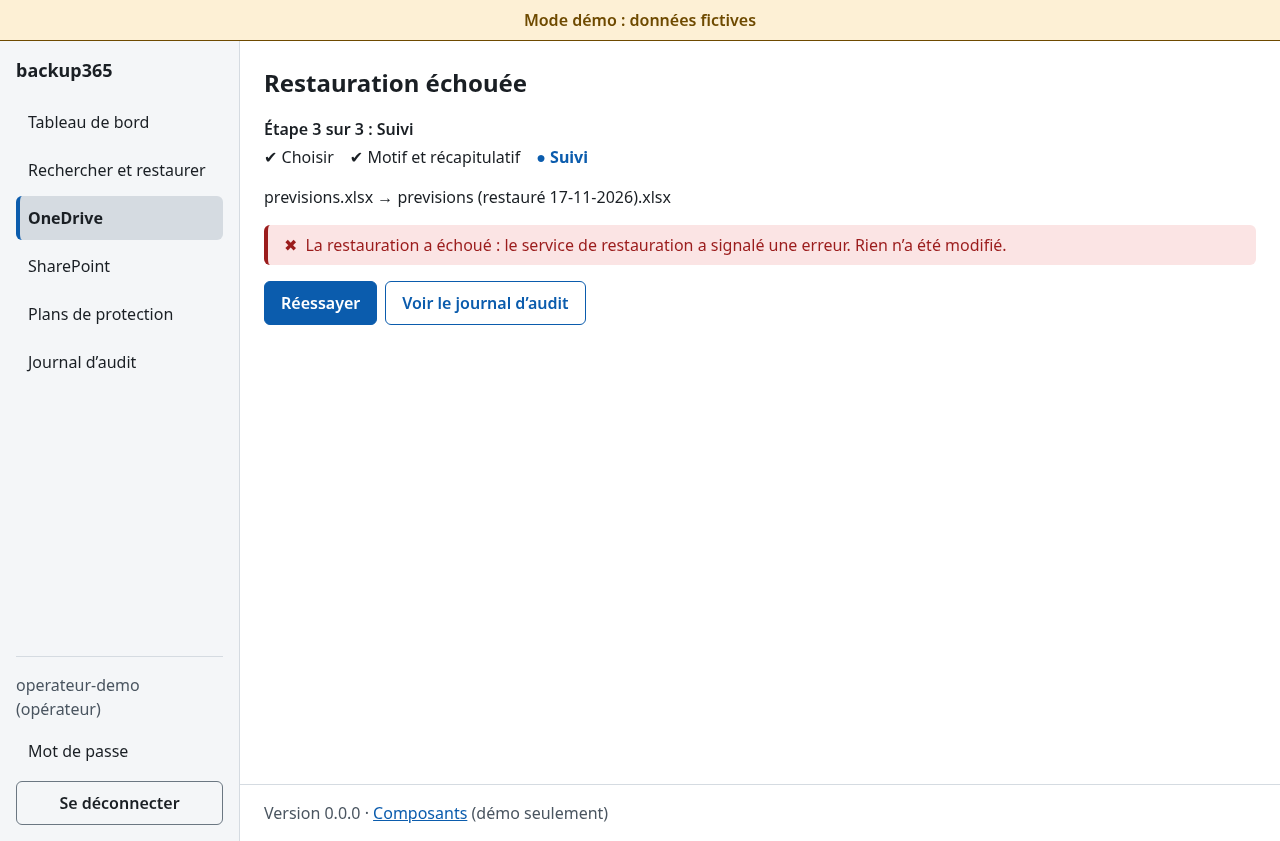 Mode démo : données fictives
backup365
Tableau de bord
Rechercher et restaurer
OneDrive
SharePoint
Plans de protection
Journal d’audit
operateur-demo
(opérateur)
Mot de passe
Se déconnecter
Restauration échouée
Étape 3 sur 3 : Suivi
✔ Choisir ✔ Motif et récapitulatif ● Suivi
previsions.xlsx → previsions (restauré 17-11-2026).xlsx
✖ La restauration a échoué : le service de restauration a signalé une erreur. Rien n’a été modifié.
Réessayer Voir le journal d’audit
Version 0.0.0 · Composants (démo seulement)